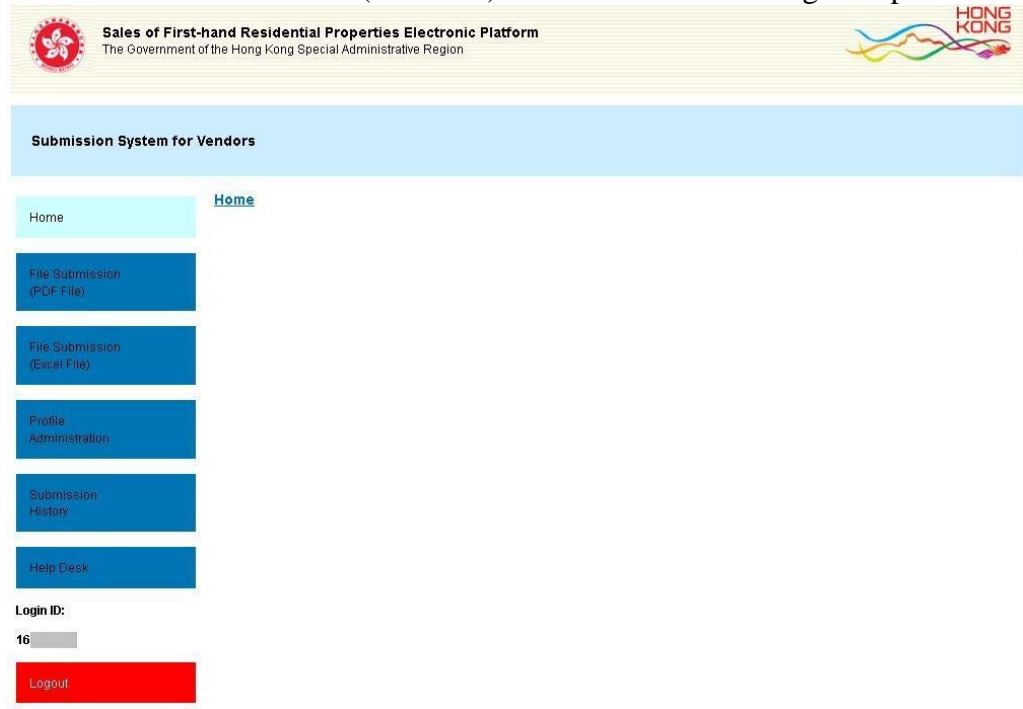 Sales of First-hand Residential Properties Electronic Platform
The Government of the Hong Kong Special Administrative Region
HONG
KONG
Submission System for Vendors
Home
Home
File Submission
(PDF File)
File Submission
(Excel File)
Profile
Administration
Submission
History
Help Desk
Login ID:
16
Logout